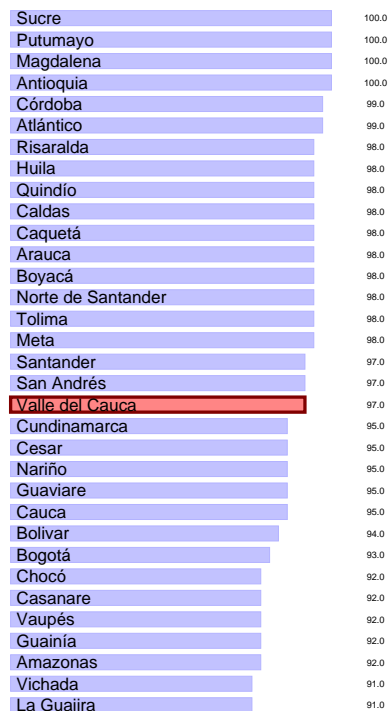 Sucre 100.0
Putumayo 100.0
Magdalena 100.0
Antioquia 100.0
Córdoba 99.0
Atlántico 99.0
Risaralda 98.0
Huila 98.0
Quindío 98.0
Caldas 98.0
Caquetá 98.0
Arauca 98.0
Boyacá 98.0
Norte de Santander 98.0
Tolima 98.0
Meta 98.0
Santander 97.0
San Andrés 97.0
Valle del Cauca 97.0
Cundinamarca 95.0
Cesar 95.0
Nariño 95.0
Guaviare 95.0
Cauca 95.0
Bolivar 94.0
Bogotá 93.0
Chocó 92.0
Casanare 92.0
Vaupés 92.0
Guainía 92.0
Amazonas 92.0
Vichada 91.0
La Guajira 91.0